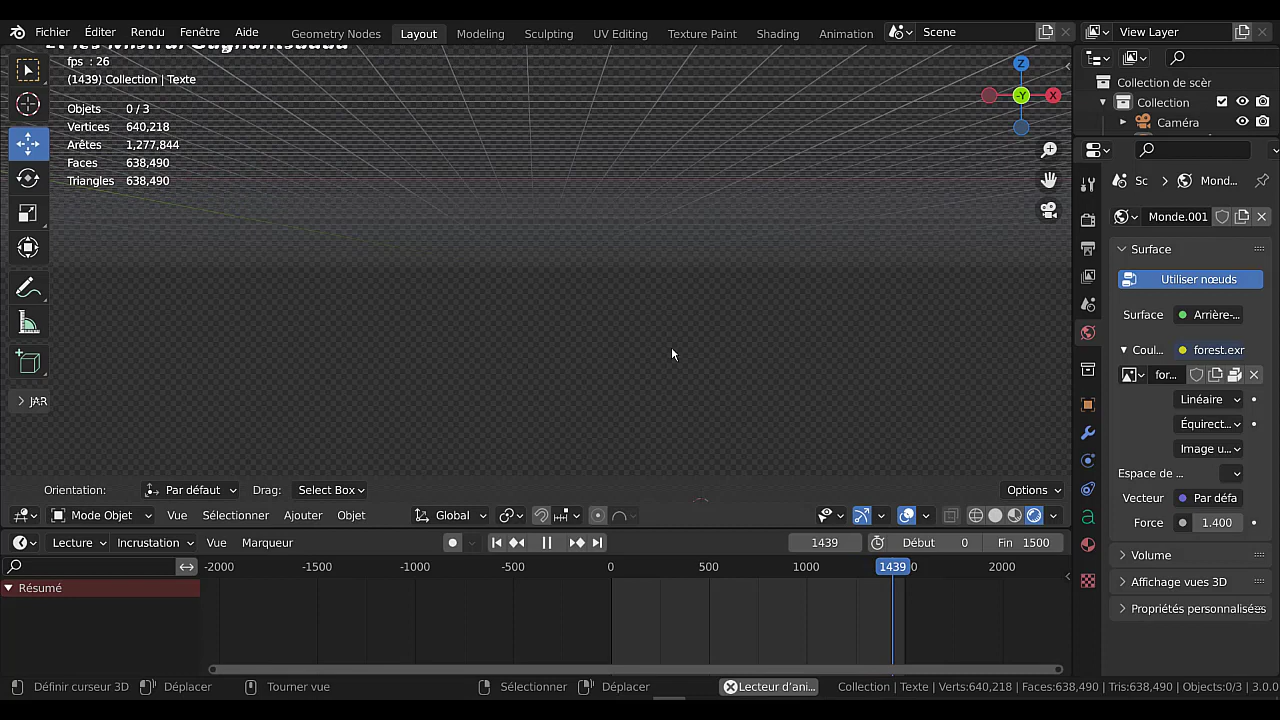 Fichier Éditer Rendu Fenêtre Aide Geometry Nodes Layout Modeling Sculpting UV Editing Texture Paint Shading Animation Scene View Layer
fps : 26
(1439) Collection | Texte
Objets 0 / 3
Vertices 640,218
Arêtes 1,277,844
Faces 638,490
Triangles 638,490
Z
-Y
X
JAR
Orientation: Par défaut Drag: Select Box Options
Mode Objet Vue Sélectionner Ajouter Objet Global
Lecture Incrustation Vue Marqueur 1439 Début 0 Fin 1500
-2000 -1500 -1000 -500 0 500 1000 1439 2000
Résumé
Collection de scèr
Collection
Caméra
Sc Mond...
Monde.001
Surface
Utiliser nœuds
Surface Arrière-...
Coul... forest.exr
for...
Linéaire
Équirect...
Image u...
Espace de ...
Vecteur Par défa
Force 1.400
Volume
Affichage vues 3D
Propriétés personnalisées
Définir curseur 3D Déplacer Tourner vue Sélectionner Déplacer Lecteur d'ani... Collection | Texte | Verts:640,218 | Faces:638,490 | Tris:638,490 | Objects:0/3 | 3.0.0